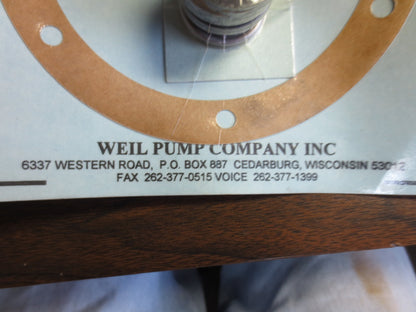 WEIL PUMP COMPANY INC
6337 WESTERN ROAD, P.O. BOX 887 CEDARBURG, WISCONSIN 53012
FAX 262-377-0515 VOICE 262-377-1399